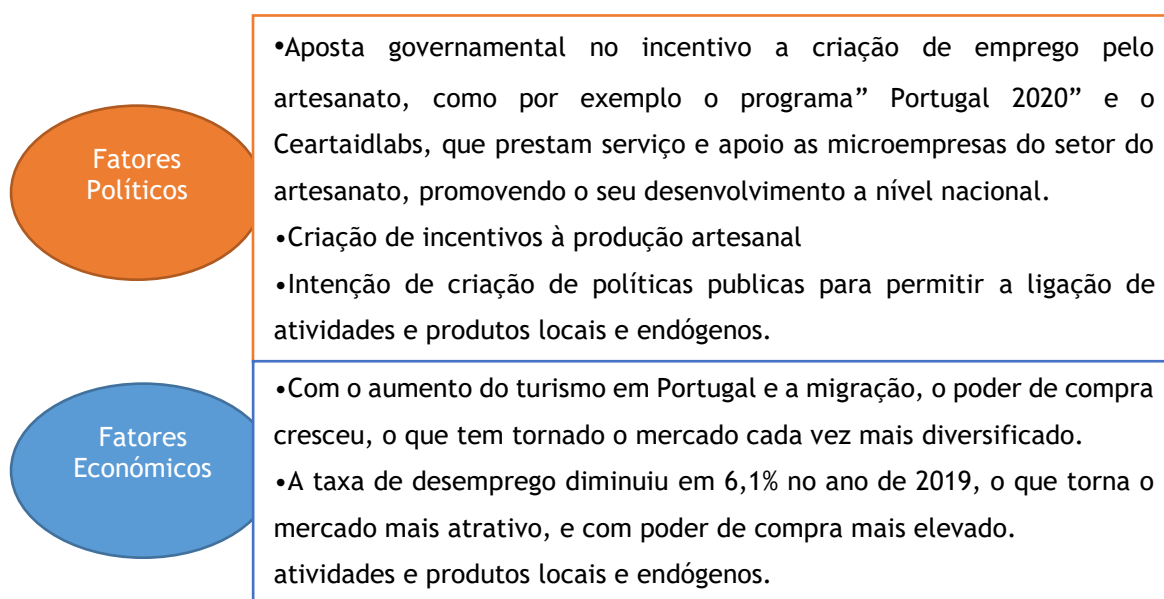 Fatores
Políticos
•Aposta governamental no incentivo a criação de emprego pelo
artesanato, como por exemplo o programa” Portugal 2020” e o
Ceartaidlabs, que prestam serviço e apoio as microempresas do setor do
artesanato, promovendo o seu desenvolvimento a nível nacional.
•Criação de incentivos à produção artesanal
•Intenção de criação de políticas publicas para permitir a ligação de
atividades e produtos locais e endógenos.
Fatores
Económicos
•Com o aumento do turismo em Portugal e a migração, o poder de compra
cresceu, o que tem tornado o mercado cada vez mais diversificado.
•A taxa de desemprego diminuiu em 6,1% no ano de 2019, o que torna o
mercado mais atrativo, e com poder de compra mais elevado.
atividades e produtos locais e endógenos.